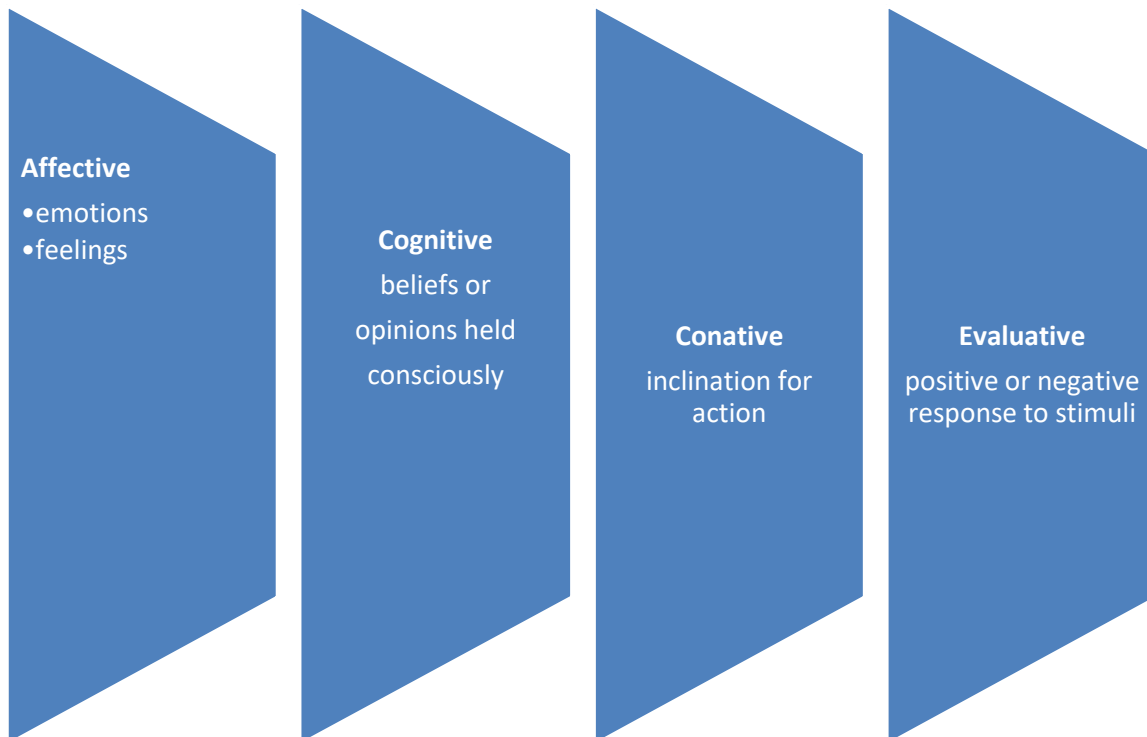 Affective
•emotions
•feelings
Cognitive
beliefs or
opinions held
consciously
Conative
inclination for
action
Evaluative
positive or negative
response to stimuli